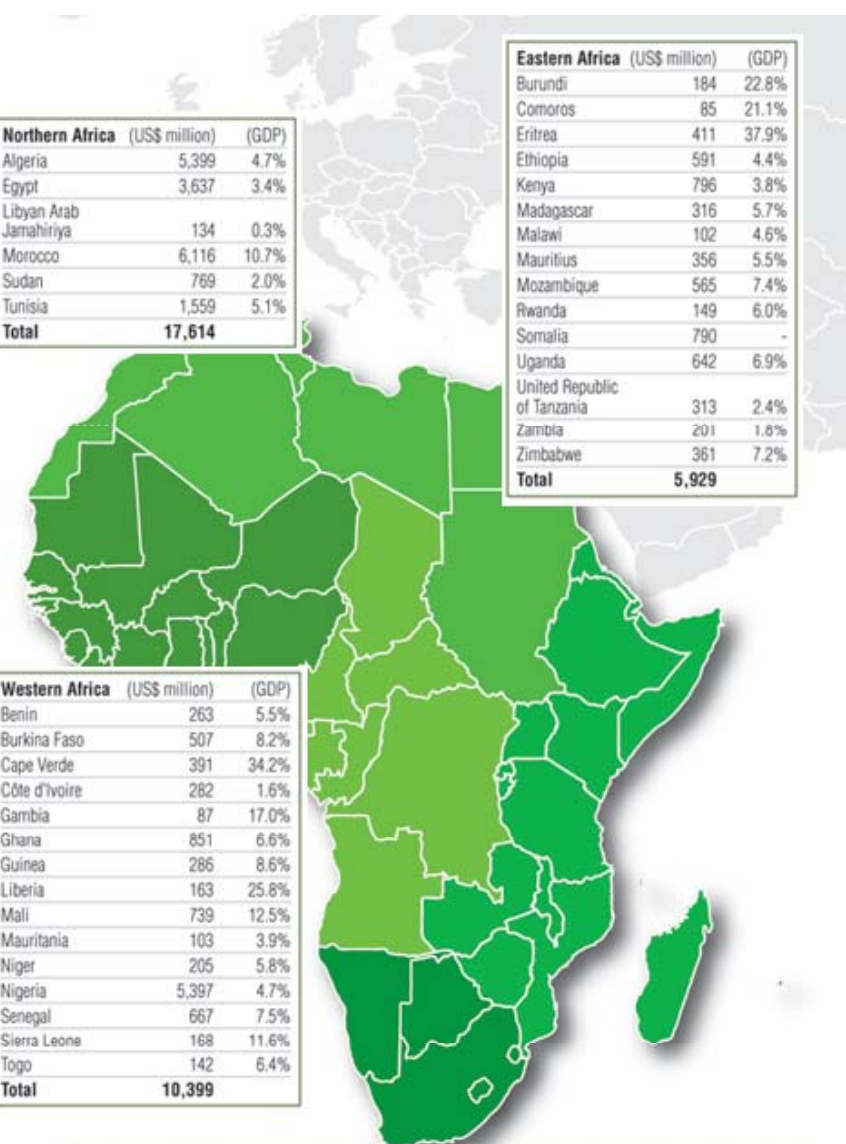 Northern Africa (US$ million) (GDP)
Algeria 5,399 4.7%
Egypt 3,637 3.4%
Libyan Arab
Jamahiriya 134 0.3%
Morocco 6,116 10.7%
Sudan 769 2.0%
Tunisia 1,559 5.1%
Total 17,614
Eastern Africa (US$ million) (GDP)
Burundi 184 22.8%
Comoros 85 21.1%
Eritrea 411 37.9%
Ethiopia 591 4.4%
Kenya 796 3.8%
Madagascar 316 5.7%
Malawi 102 4.6%
Mauritius 356 5.5%
Mozambique 565 7.4%
Rwanda 149 6.0%
Somalia 790 -
Uganda 642 6.9%
United Republic
of Tanzania 313 2.4%
Zambia 201 1.8%
Zimbabwe 361 7.2%
Total 5,929
Western Africa (US$ million) (GDP)
Benin 263 5.5%
Burkina Faso 507 8.2%
Cape Verde 391 34.2%
Côte d'Ivoire 282 1.6%
Gambia 87 17.0%
Ghana 851 6.6%
Guinea 286 8.6%
Liberia 163 25.8%
Mali 739 12.5%
Mauritania 103 3.9%
Niger 205 5.8%
Nigeria 5,397 4.7%
Senegal 667 7.5%
Sierra Leone 168 11.6%
Togo 142 6.4%
Total 10,399